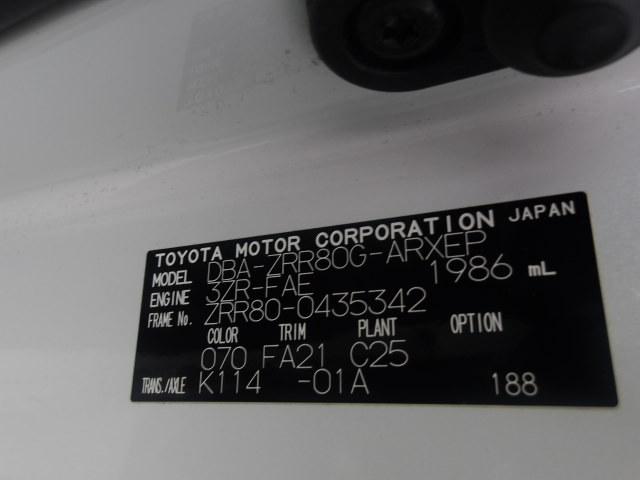 TOYOTA MOTOR CORPORATION JAPAN
MODEL DBA-ZRR80G-ARXEP
ENGINE 3ZR-FAE 1986 mL
FRAME No. ZRR80-0435342
COLOR TRIM PLANT OPTION
070 FA21 C25
TRANS./AXLE K114 -01A 188